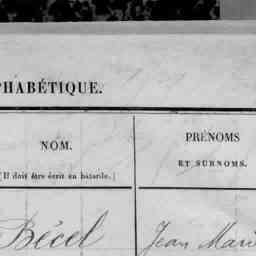 PHABÉTIQUE.
NOM.
PRÉNOMS
ET SURNOMS.
[Il doit être écrit en bâtarde.]
Bécel
Jean Mari